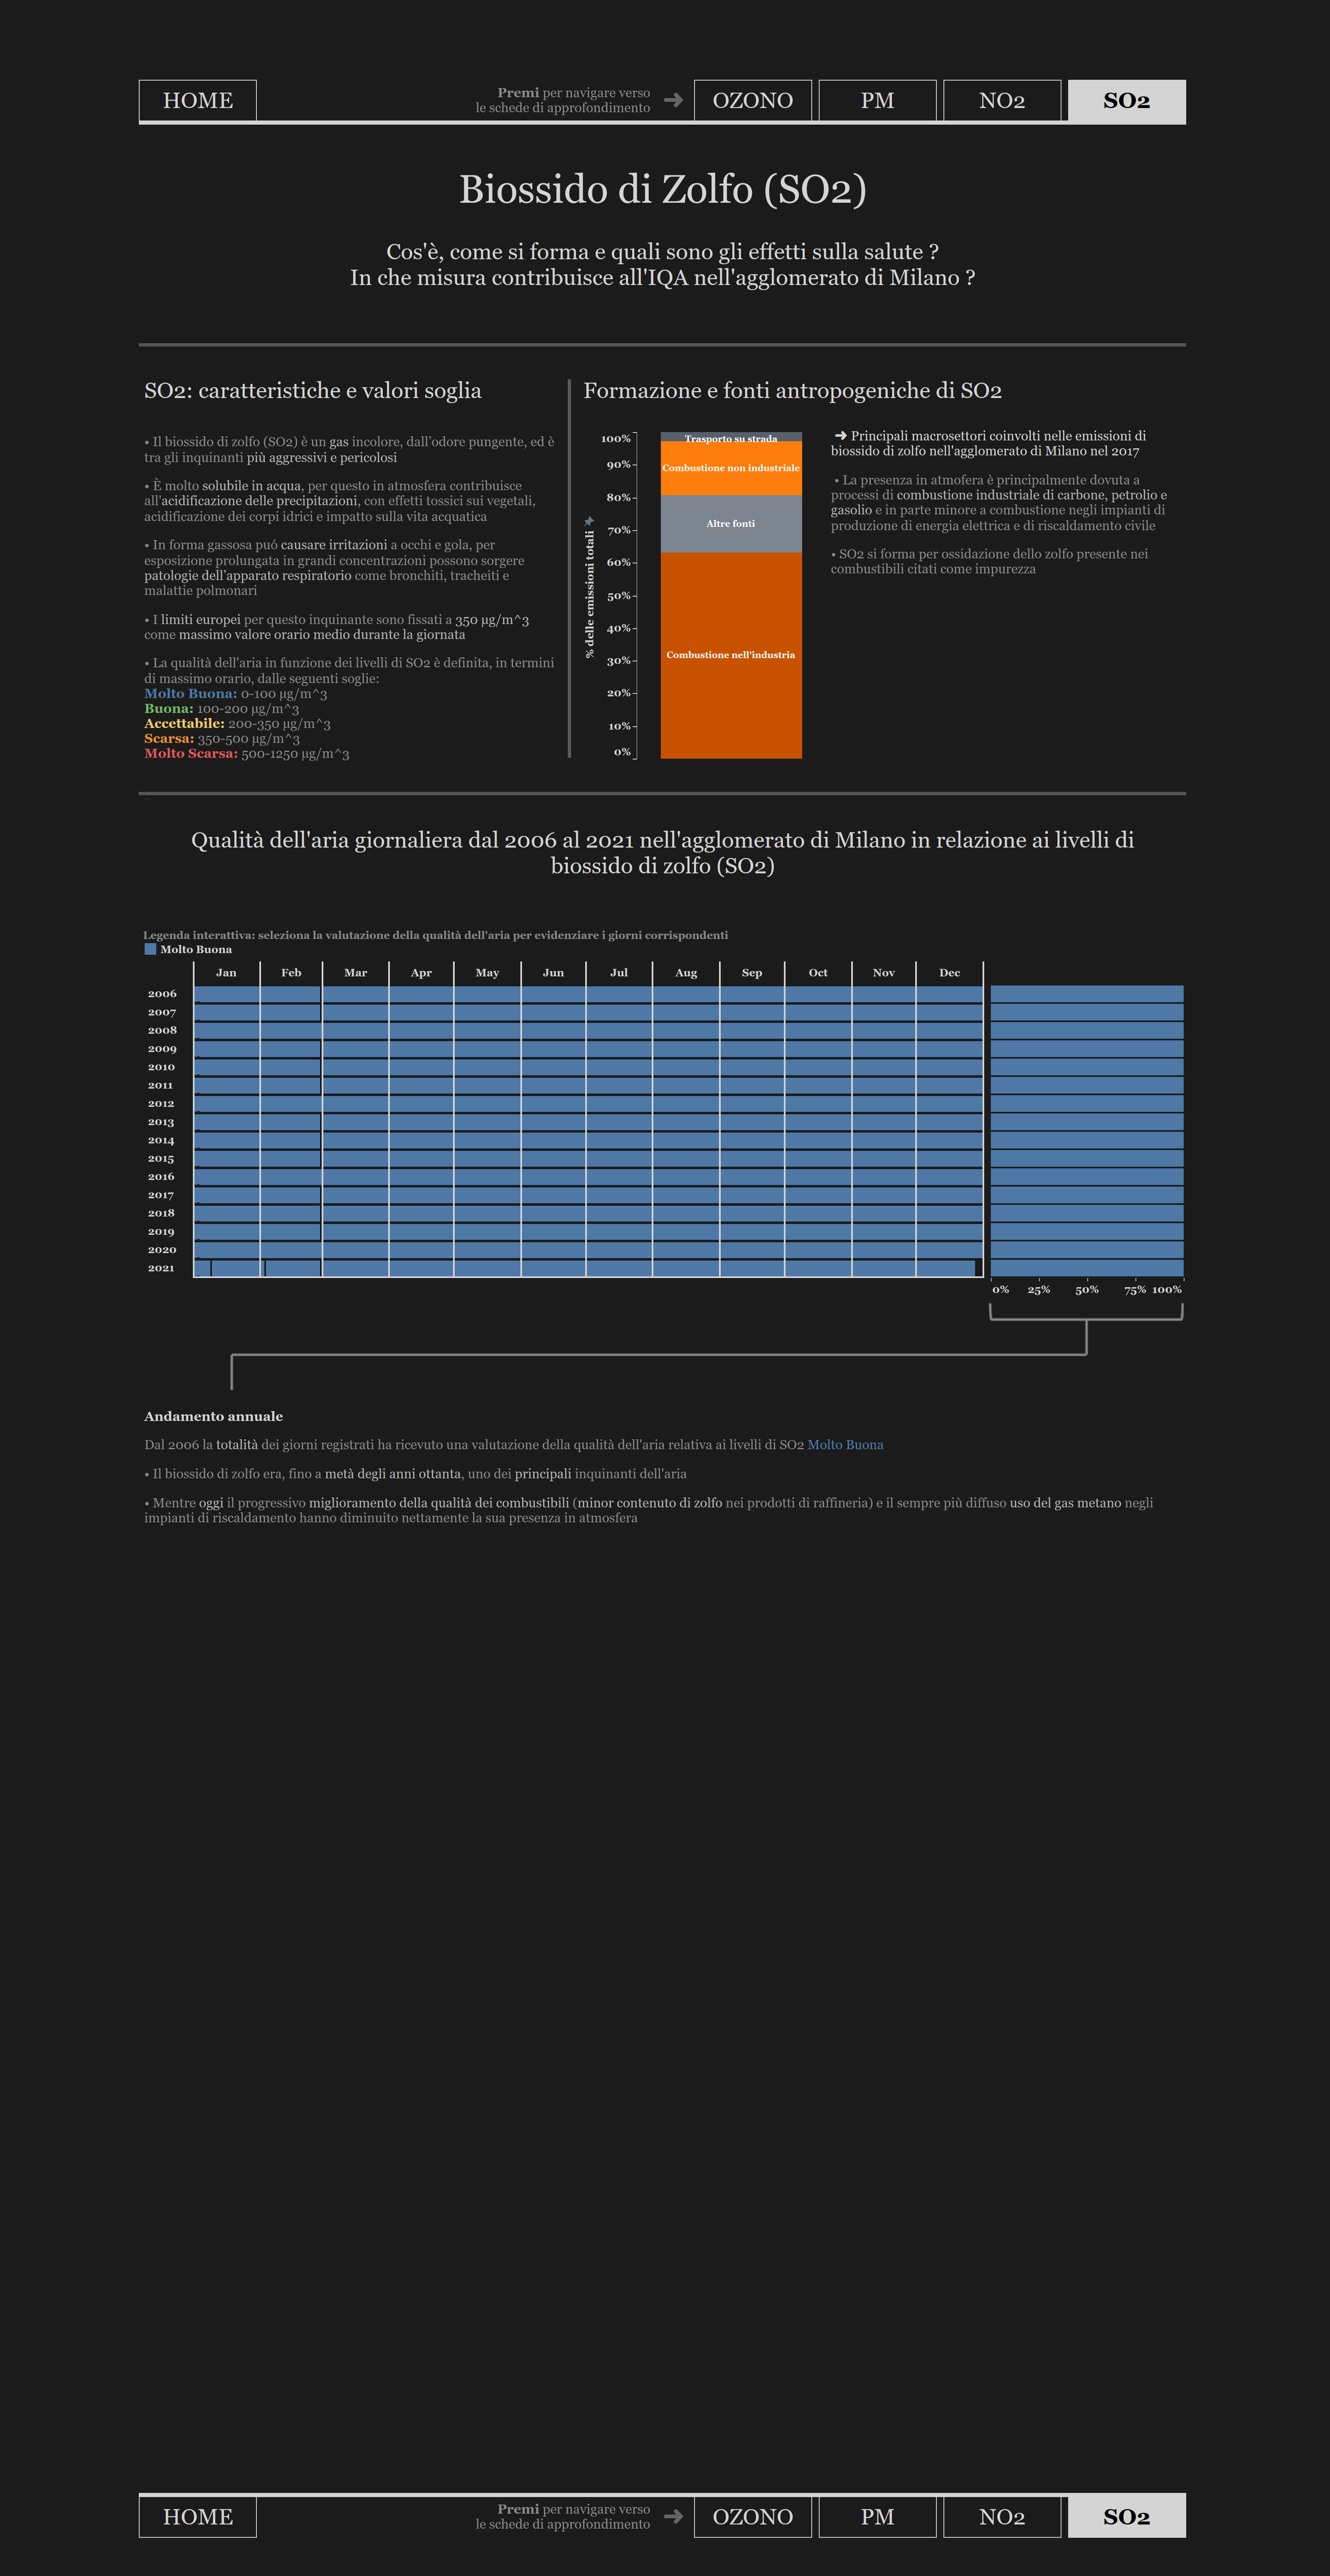 HOME
Premi per navigare verso
le schede di approfondimento
➜
OZONO
PM
NO2
SO2
Biossido di Zolfo (SO2)
Cos'è, come si forma e quali sono gli effetti sulla salute ?
In che misura contribuisce all'IQA nell'agglomerato di Milano ?
SO2: caratteristiche e valori soglia
• Il biossido di zolfo (SO2) è un gas incolore, dall'odore pungente, ed è
tra gli inquinanti più aggressivi e pericolosi
• È molto solubile in acqua, per questo in atmosfera contribuisce
all'acidificazione delle precipitazioni, con effetti tossici sui vegetali,
acidificazione dei corpi idrici e impatto sulla vita acquatica
• In forma gassosa puó causare irritazioni a occhi e gola, per
esposizione prolungata in grandi concentrazioni possono sorgere
patologie dell'apparato respiratorio come bronchiti, tracheiti e
malattie polmonari
• I limiti europei per questo inquinante sono fissati a 350 µg/m^3
come massimo valore orario medio durante la giornata
• La qualità dell'aria in funzione dei livelli di SO2 è definita, in termini
di massimo orario, dalle seguenti soglie:
Molto Buona: 0-100 µg/m^3
Buona: 100-200 µg/m^3
Accettabile: 200-350 µg/m^3
Scarsa: 350-500 µg/m^3
Molto Scarsa: 500-1250 µg/m^3
Formazione e fonti antropogeniche di SO2
% delle emissioni totali
100%
90%
80%
70%
60%
50%
40%
30%
20%
10%
0%
Trasporto su strada
Combustione non industriale
Altre fonti
Combustione nell'industria
➜ Principali macrosettori coinvolti nelle emissioni di
biossido di zolfo nell'agglomerato di Milano nel 2017
• La presenza in atmofera è principalmente dovuta a
processi di combustione industriale di carbone, petrolio e
gasolio e in parte minore a combustione negli impianti di
produzione di energia elettrica e di riscaldamento civile
• SO2 si forma per ossidazione dello zolfo presente nei
combustibili citati come impurezza
Qualità dell'aria giornaliera dal 2006 al 2021 nell'agglomerato di Milano in relazione ai livelli di
biossido di zolfo (SO2)
Legenda interattiva: seleziona la valutazione della qualità dell'aria per evidenziare i giorni corrispondenti
Molto Buona
Jan Feb Mar Apr May Jun Jul Aug Sep Oct Nov Dec
2006
2007
2008
2009
2010
2011
2012
2013
2014
2015
2016
2017
2018
2019
2020
2021
0% 25% 50% 75% 100%
Andamento annuale
Dal 2006 la totalità dei giorni registrati ha ricevuto una valutazione della qualità dell'aria relativa ai livelli di SO2 Molto Buona
• Il biossido di zolfo era, fino a metà degli anni ottanta, uno dei principali inquinanti dell'aria
• Mentre oggi il progressivo miglioramento della qualità dei combustibili (minor contenuto di zolfo nei prodotti di raffineria) e il sempre più diffuso uso del gas metano negli
impianti di riscaldamento hanno diminuito nettamente la sua presenza in atmosfera
HOME
Premi per navigare verso
le schede di approfondimento
➜
OZONO
PM
NO2
SO2